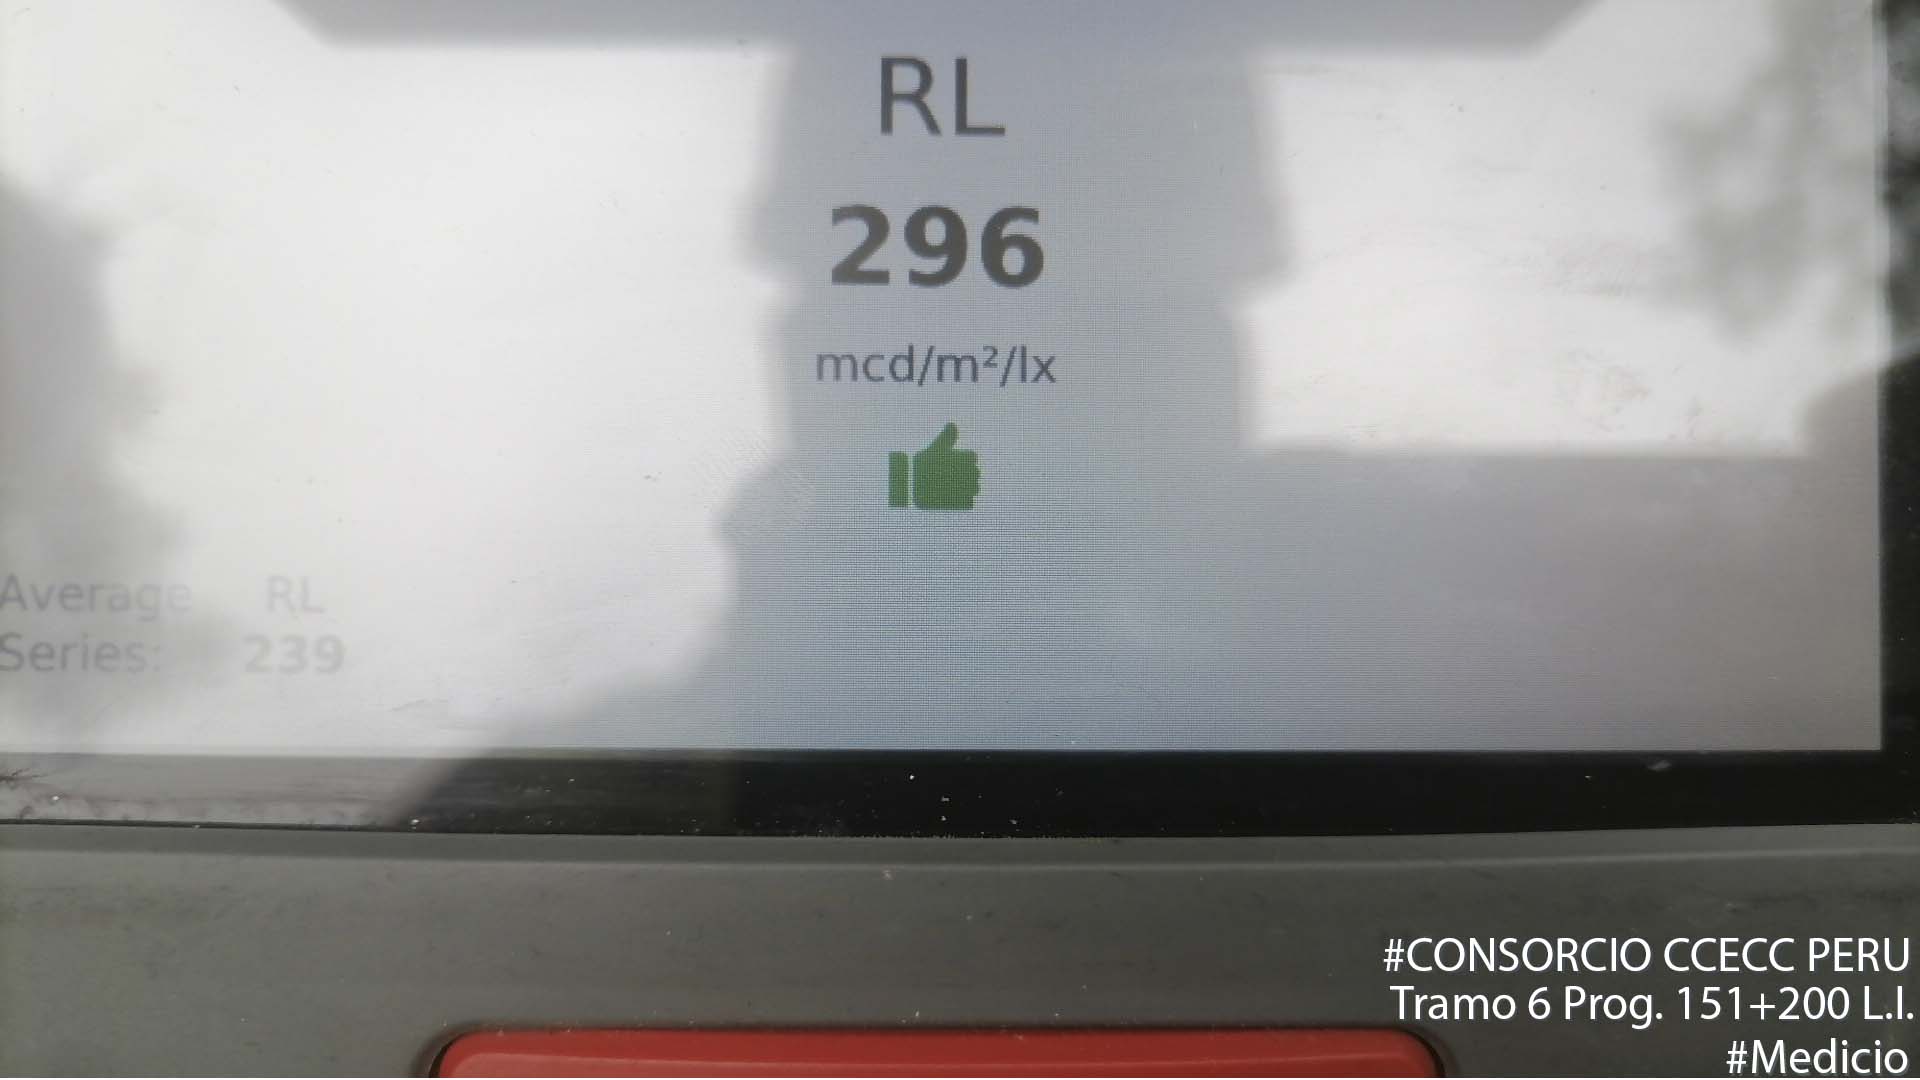 RL
296
mcd/m²/lx
Average RL
Series: 239
#CONSORCIO CCECC PERU
Tramo 6 Prog. 151+200 L.I.
#Medicio